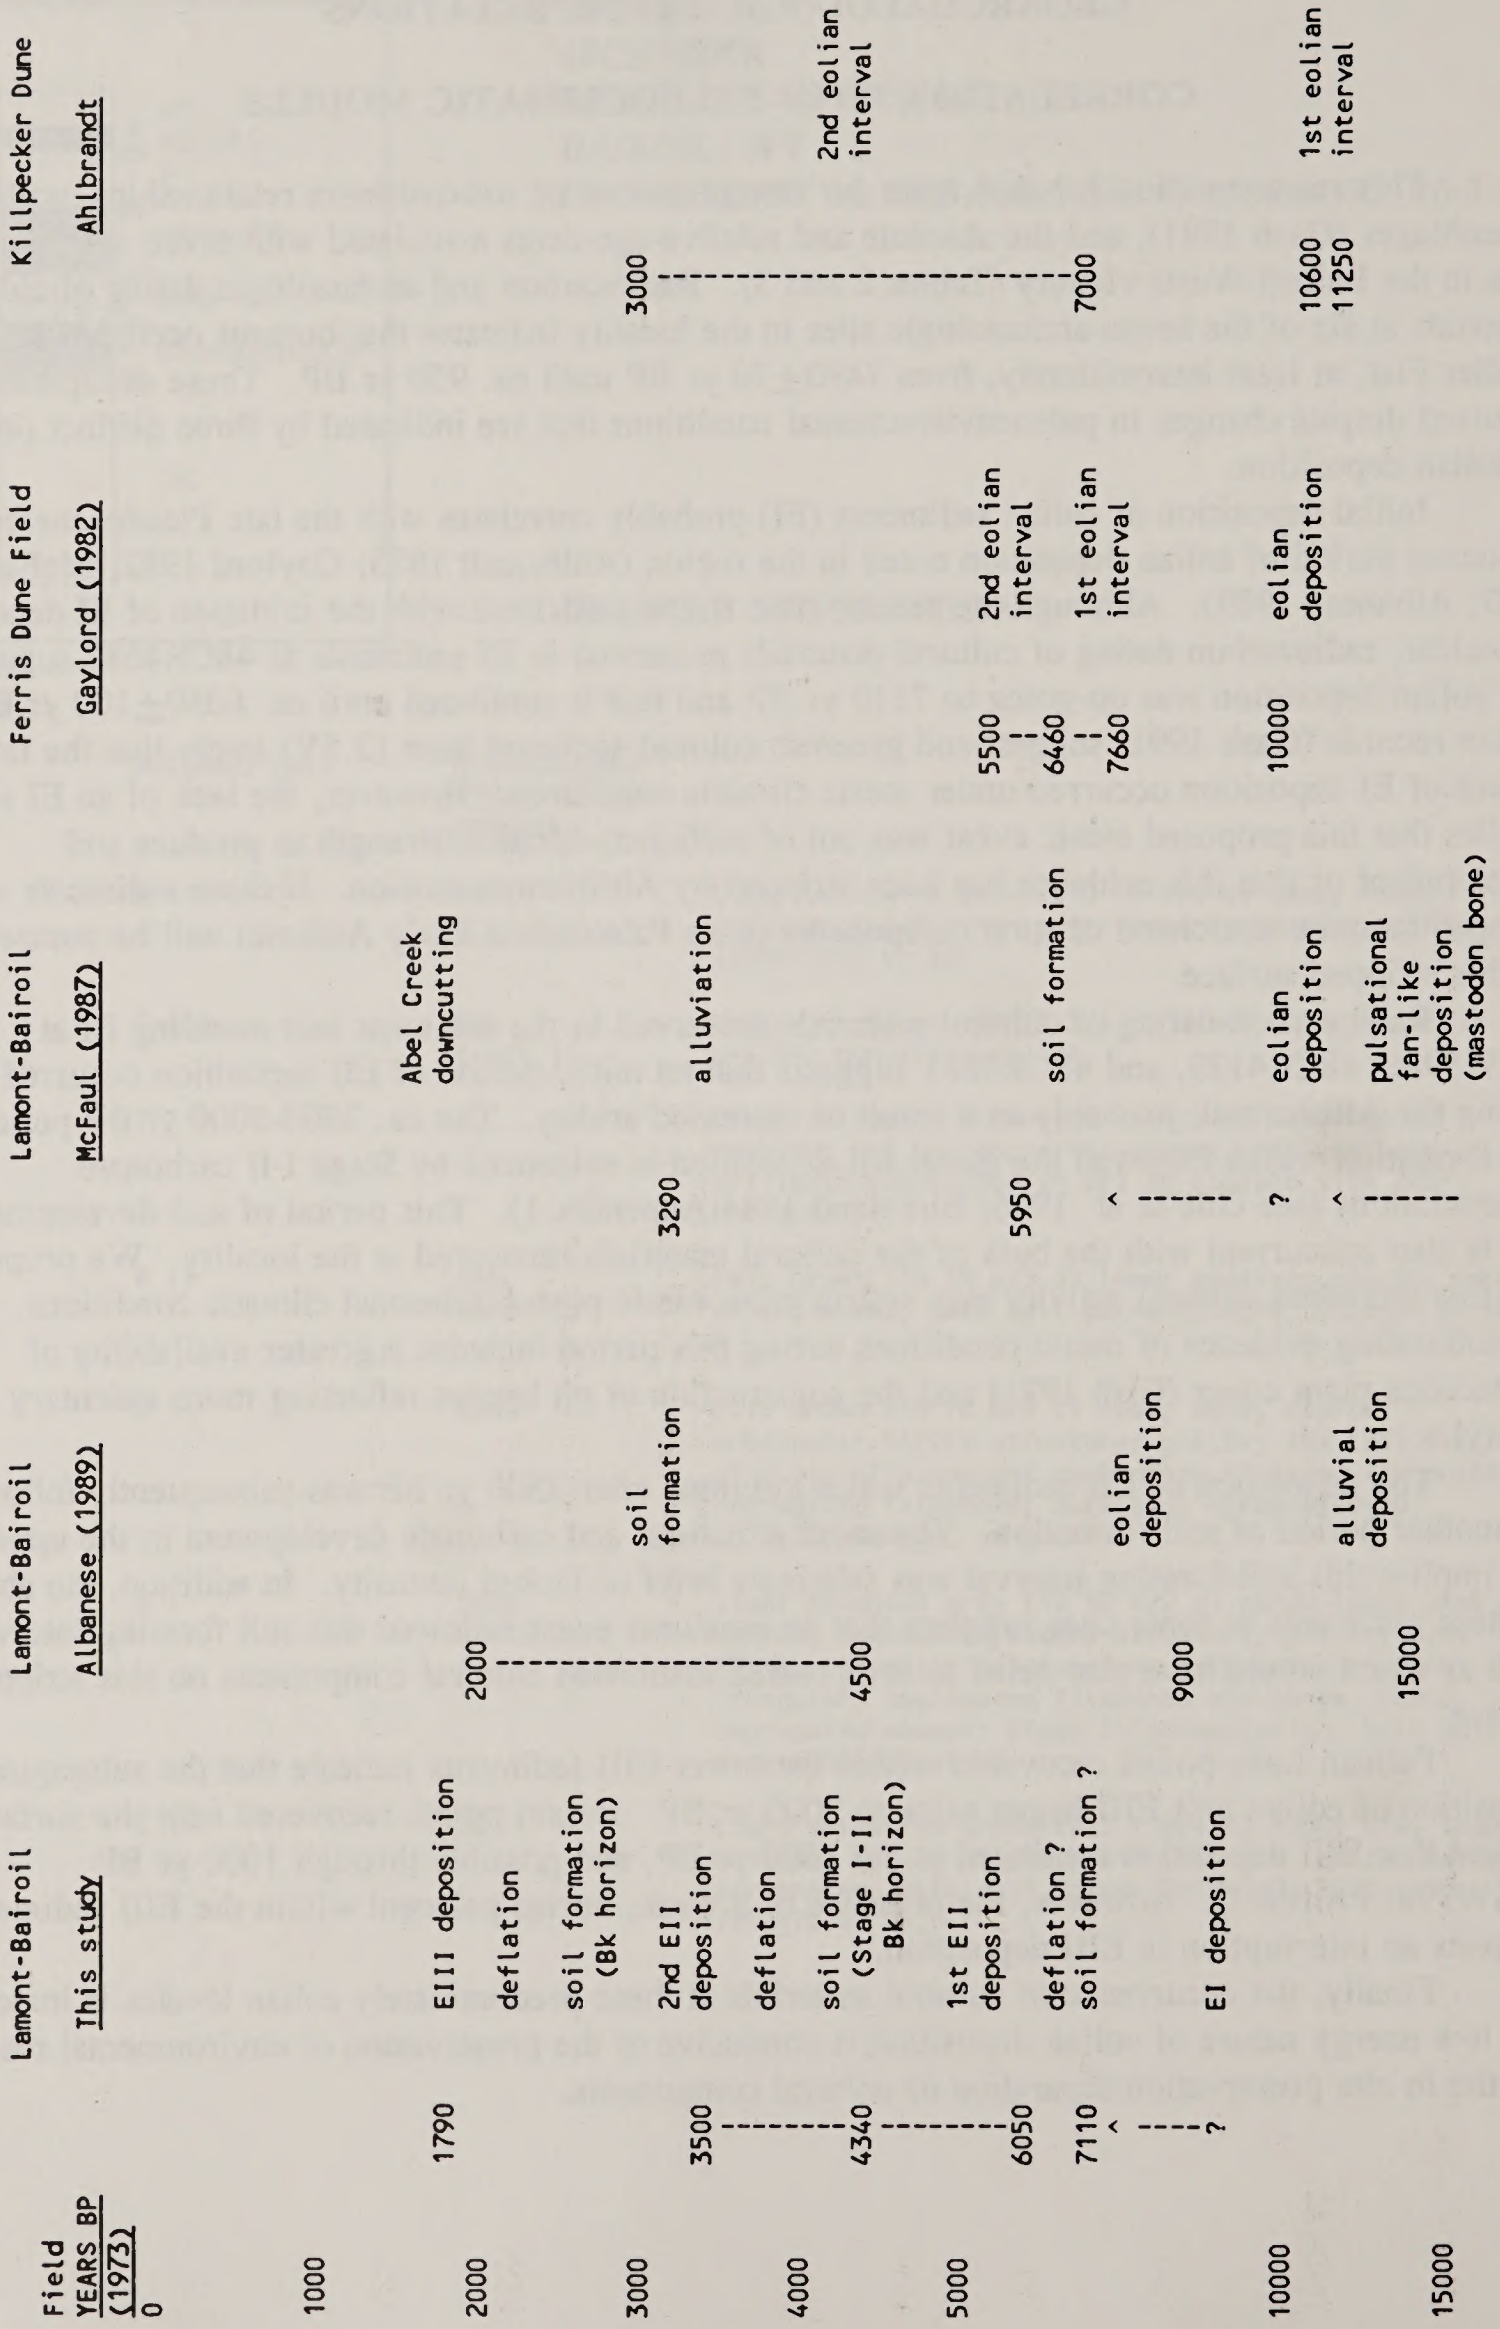 Field
YEARS BP
(1973)
0
1000
2000
3000
4000
5000
10000
15000
Lamont-Bairoil
This study
1790
EIII deposition
deflation
soil formation
(Bk horizon)
3500
2nd EII
deposition
deflation
4340
soil formation
(Stage I-II
Bk horizon)
1st EII
deposition
6050
deflation ?
7110
soil formation ?
^
?
EI deposition
Lamont-Bairoil
Albanese (1989)
2000
soil
formation
4500
9000
eolian
deposition
15000
alluvial
deposition
Lamont-Bairoil
McFaul (1987)
Abel Creek
downcutting
3290
alluviation
5950
soil formation
^
?
eolian
deposition
^
pulsational
fan-like
deposition
(mastodon bone)
Ferris Dune Field
Gaylord (1982)
5500
2nd eolian
interval
6460
1st eolian
7660
interval
10000
eolian
deposition
Killpecker Dune
Ahlbrandt
3000
2nd eolian
interval
7000
10600
1st eolian
11250
interval